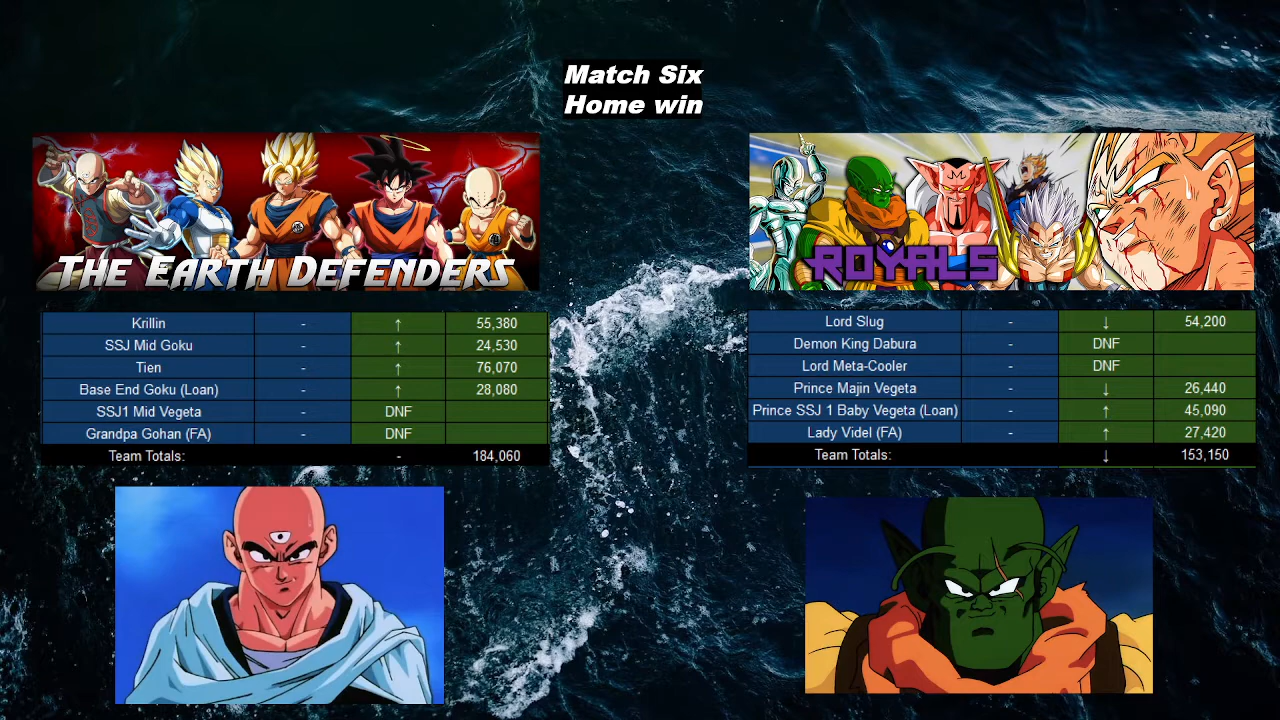 Match Six
Home win
THE EARTH DEFENDERS
ROYALS
Krillin - ↑ 55,380
SSJ Mid Goku - ↑ 24,530
Tien - ↑ 76,070
Base End Goku (Loan) - ↑ 28,080
SSJ1 Mid Vegeta - DNF
Grandpa Gohan (FA) - DNF
Team Totals: - 184,060
Lord Slug - ↓ 54,200
Demon King Dabura - DNF
Lord Meta-Cooler - DNF
Prince Majin Vegeta - ↓ 26,440
Prince SSJ 1 Baby Vegeta (Loan) - ↑ 45,090
Lady Videl (FA) - ↑ 27,420
Team Totals: ↓ 153,150